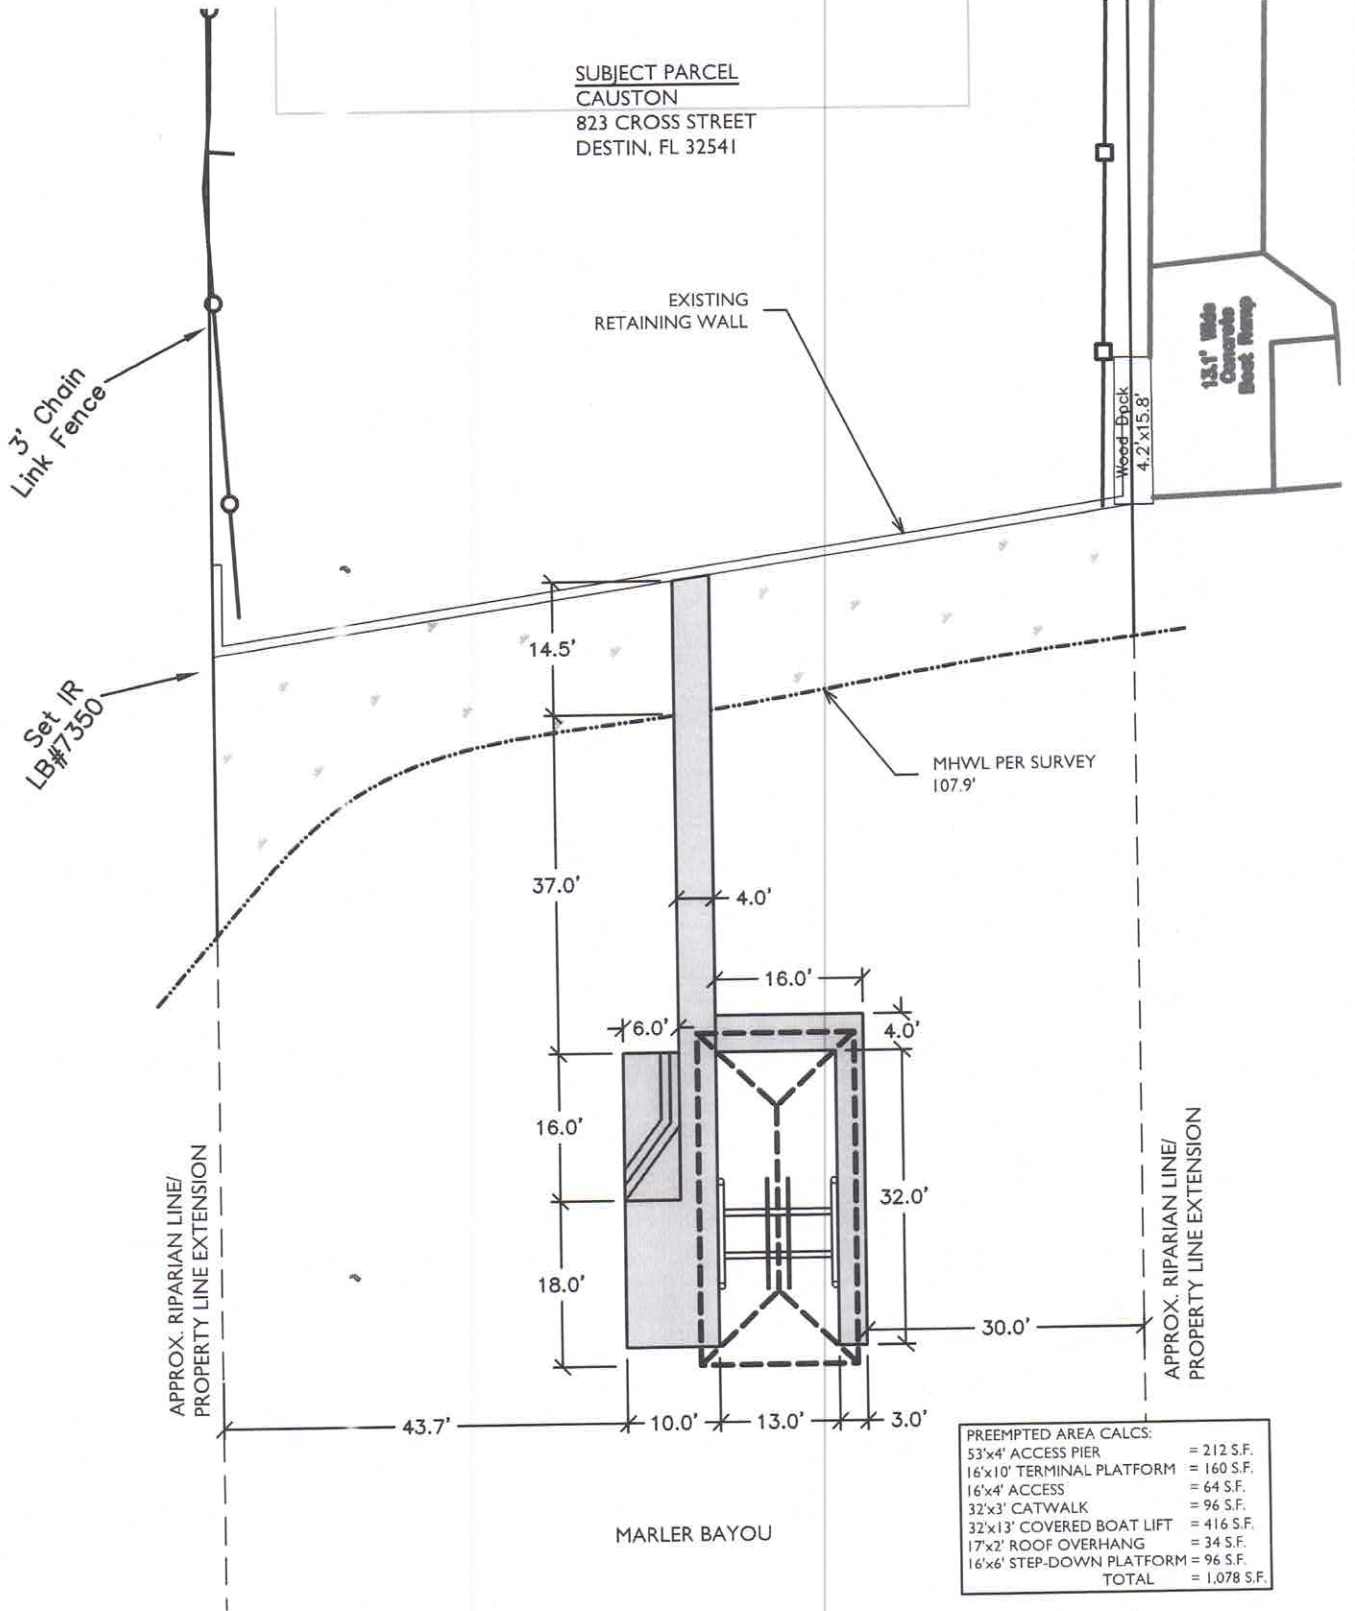 SUBJECT PARCEL
CAUSTON
823 CROSS STREET
DESTIN, FL 32541
EXISTING
RETAINING WALL
13.1' Wide
Concrete
Boat Ramp
3' Chain
Link Fence
Wood Dock
4.2'x15.8'
14.5'
Set IR
LB#7350
MHWL PER SURVEY
107.9'
37.0'
4.0'
16.0'
6.0'
4.0'
16.0'
32.0'
18.0'
30.0'
APPROX. RIPARIAN LINE/
PROPERTY LINE EXTENSION
APPROX. RIPARIAN LINE/
PROPERTY LINE EXTENSION
43.7'
10.0'
13.0'
3.0'
MARLER BAYOU
PREEMPTED AREA CALCS:
53'x4' ACCESS PIER = 212 S.F.
16'x10' TERMINAL PLATFORM = 160 S.F.
16'x4' ACCESS = 64 S.F.
32'x3' CATWALK = 96 S.F.
32'x13' COVERED BOAT LIFT = 416 S.F.
17'x2' ROOF OVERHANG = 34 S.F.
16'x6' STEP-DOWN PLATFORM = 96 S.F.
TOTAL = 1,078 S.F.